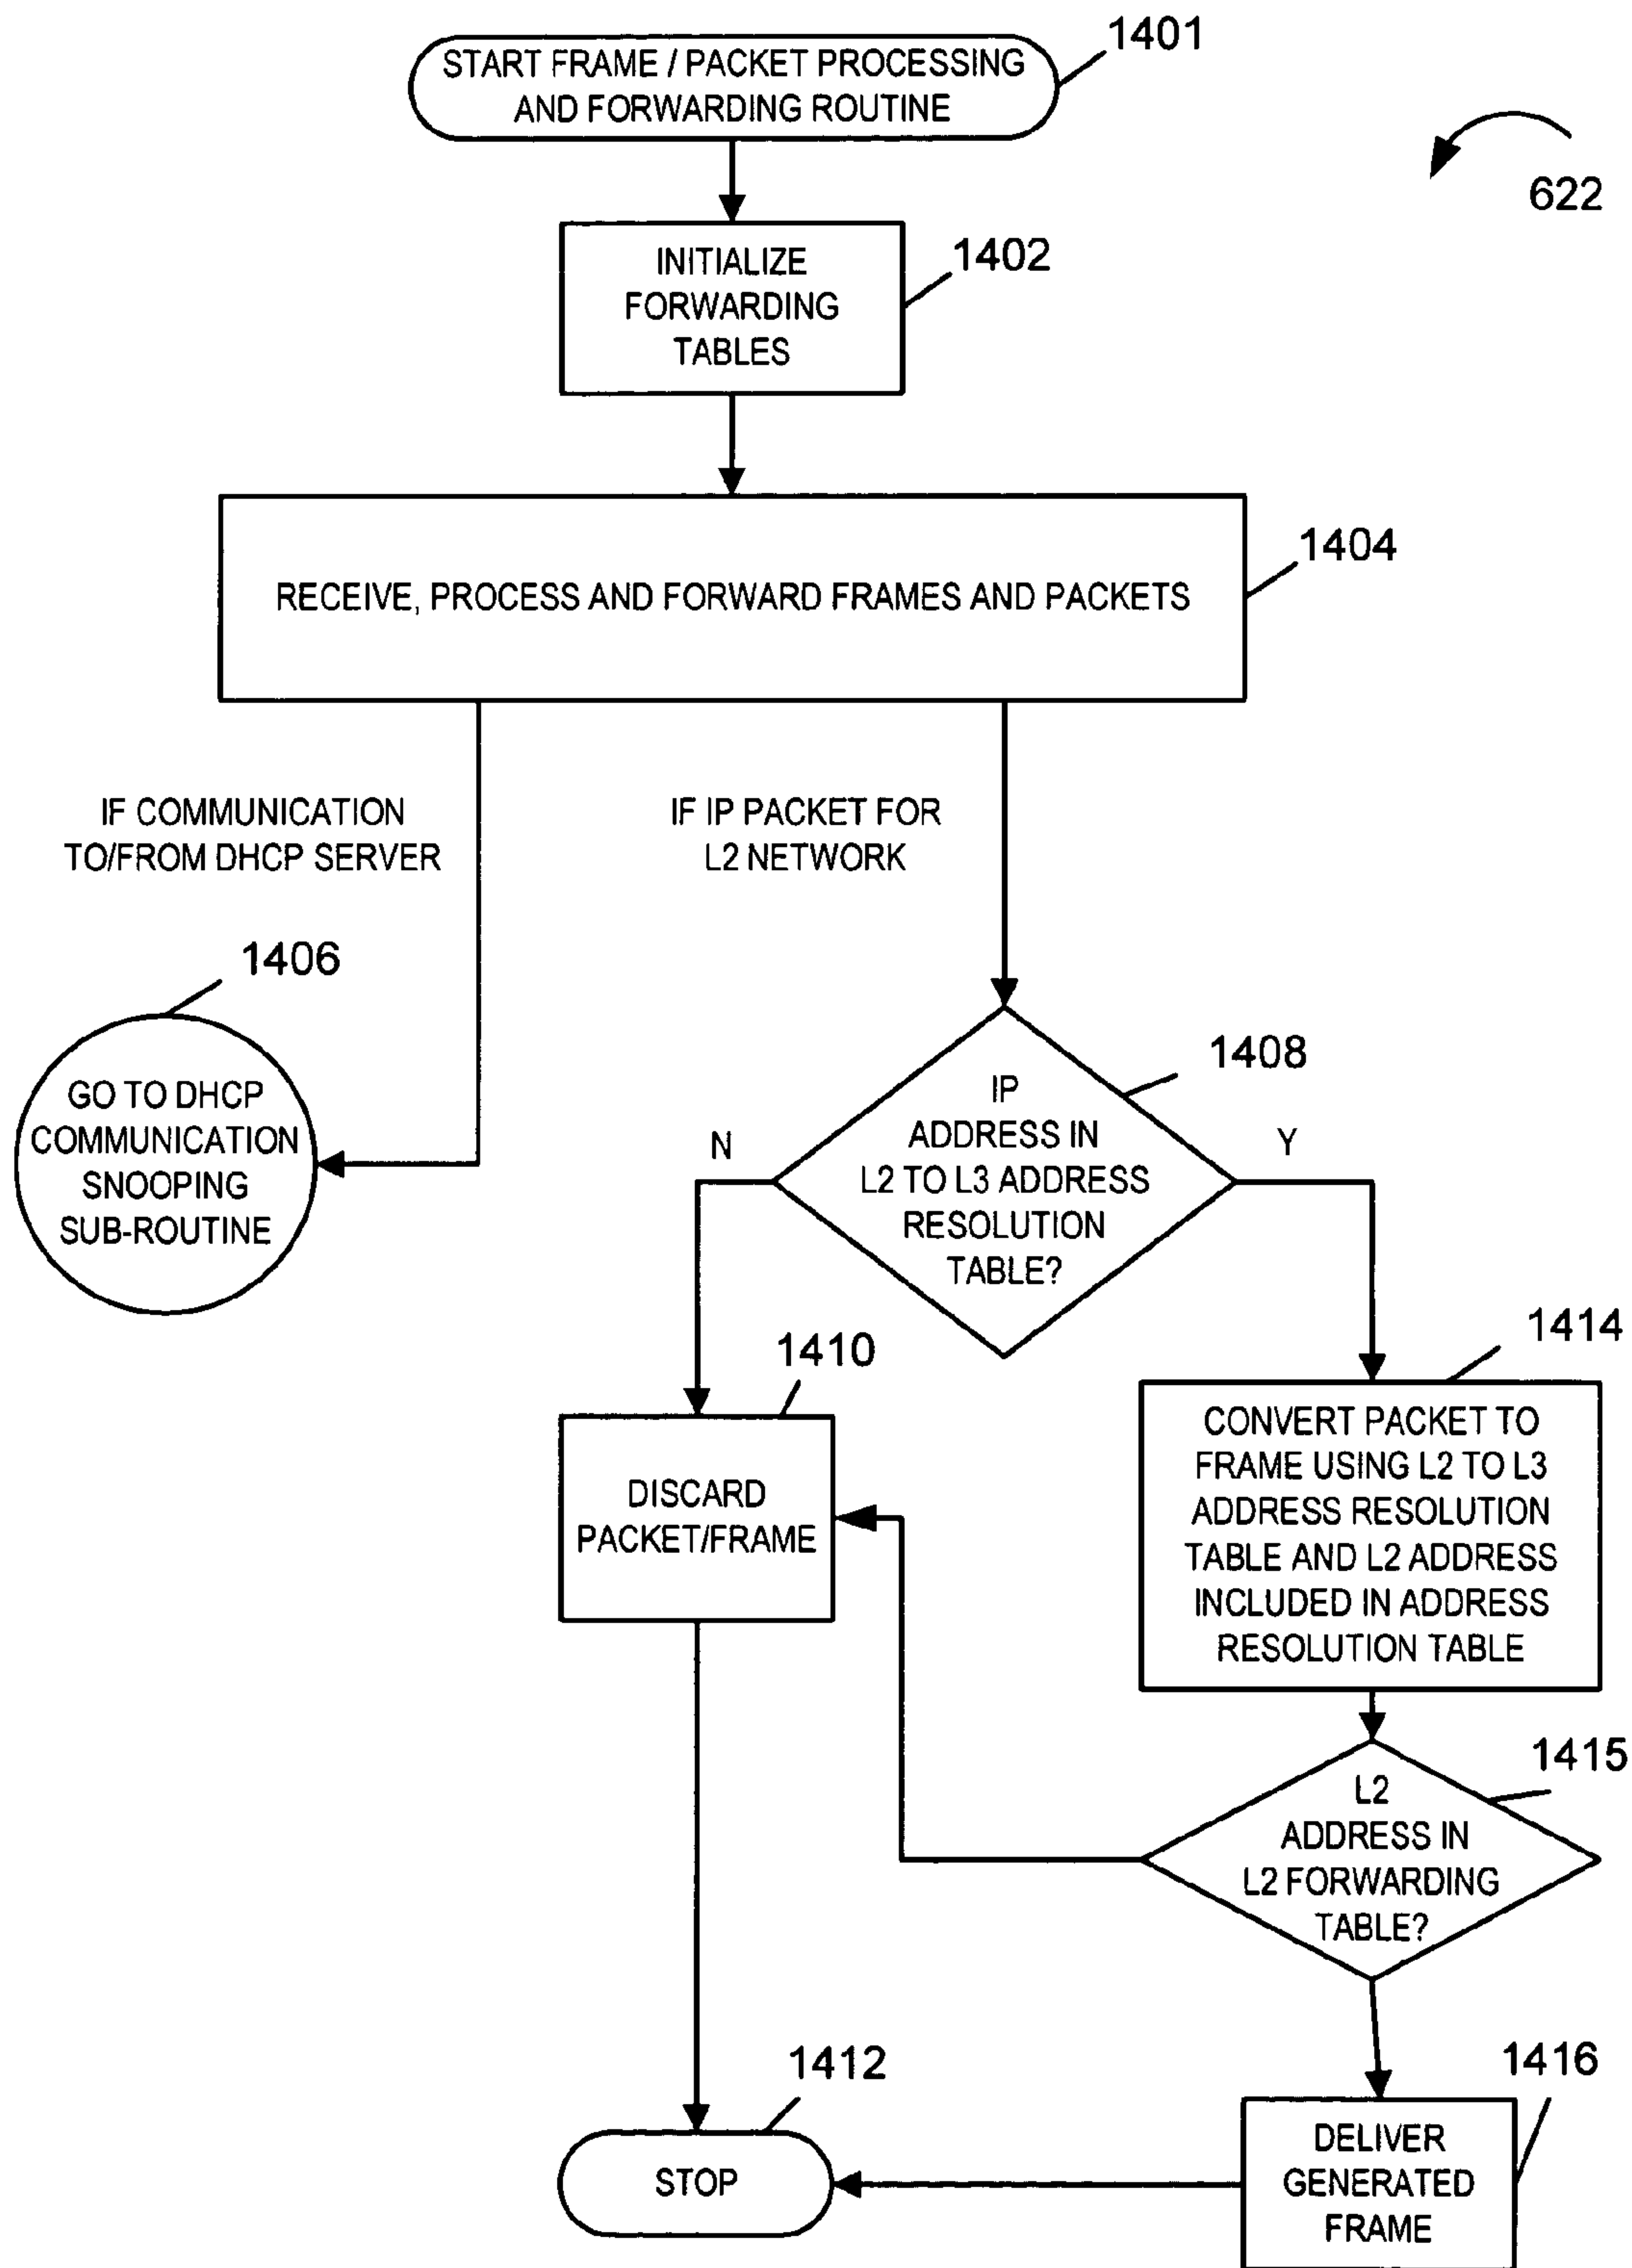 1401
START FRAME / PACKET PROCESSING
AND FORWARDING ROUTINE
622
1402
INITIALIZE
FORWARDING
TABLES
1404
RECEIVE, PROCESS AND FORWARD FRAMES AND PACKETS
IF COMMUNICATION
TO/FROM DHCP SERVER
IF IP PACKET FOR
L2 NETWORK
1406
GO TO DHCP
COMMUNICATION
SNOOPING
SUB-ROUTINE
1408
IP
ADDRESS IN
L2 TO L3 ADDRESS
RESOLUTION
TABLE?
N
Y
1410
DISCARD
PACKET/FRAME
1414
CONVERT PACKET TO
FRAME USING L2 TO L3
ADDRESS RESOLUTION
TABLE AND L2 ADDRESS
INCLUDED IN ADDRESS
RESOLUTION TABLE
1415
L2
ADDRESS IN
L2 FORWARDING
TABLE?
1412
STOP
1416
DELIVER
GENERATED
FRAME